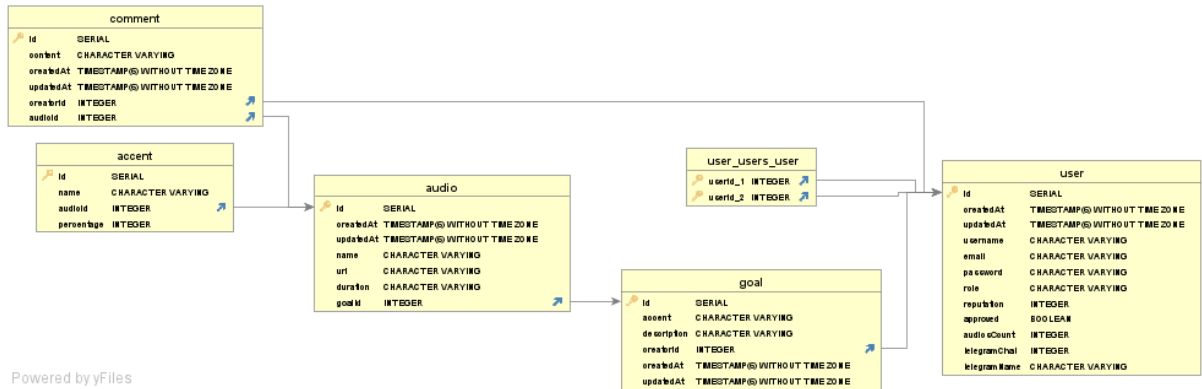 comment
id SERIAL
content CHARACTER VARYING
createdAt TIMESTAMP(6) WITHOUT TIME ZONE
updatedAt TIMESTAMP(6) WITHOUT TIME ZONE
creatorId INTEGER
audioId INTEGER
accent
id SERIAL
name CHARACTER VARYING
audioId INTEGER
percentage INTEGER
audio
id SERIAL
createdAt TIMESTAMP(6) WITHOUT TIME ZONE
updatedAt TIMESTAMP(6) WITHOUT TIME ZONE
name CHARACTER VARYING
url CHARACTER VARYING
duration CHARACTER VARYING
goalId INTEGER
user_users_user
userId_1 INTEGER
userId_2 INTEGER
goal
id SERIAL
accent CHARACTER VARYING
description CHARACTER VARYING
creatorId INTEGER
createdAt TIMESTAMP(6) WITHOUT TIME ZONE
updatedAt TIMESTAMP(6) WITHOUT TIME ZONE
user
id SERIAL
createdAt TIMESTAMP(6) WITHOUT TIME ZONE
updatedAt TIMESTAMP(6) WITHOUT TIME ZONE
username CHARACTER VARYING
email CHARACTER VARYING
password CHARACTER VARYING
role CHARACTER VARYING
reputation INTEGER
approved BOOLEAN
audiosCount INTEGER
telegramChat INTEGER
telegramName CHARACTER VARYING
Powered by yFiles